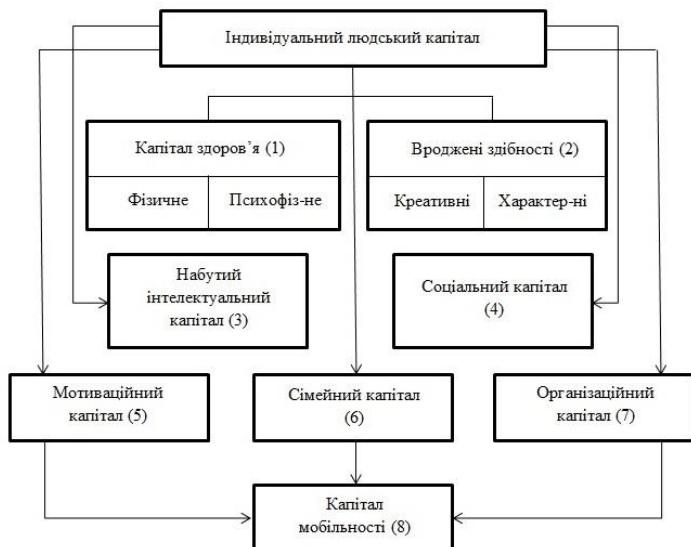 Індивідуальний людський капітал
Капітал здоров’я (1)
Вроджені здібності (2)
Фізичне
Психофіз-не
Креативні
Характер-ні
Набутий
інтелектуальний
капітал (3)
Соціальний капітал
(4)
Мотиваційний
капітал (5)
Сімейний капітал
(6)
Організаційний
капітал (7)
Капітал
мобільності (8)